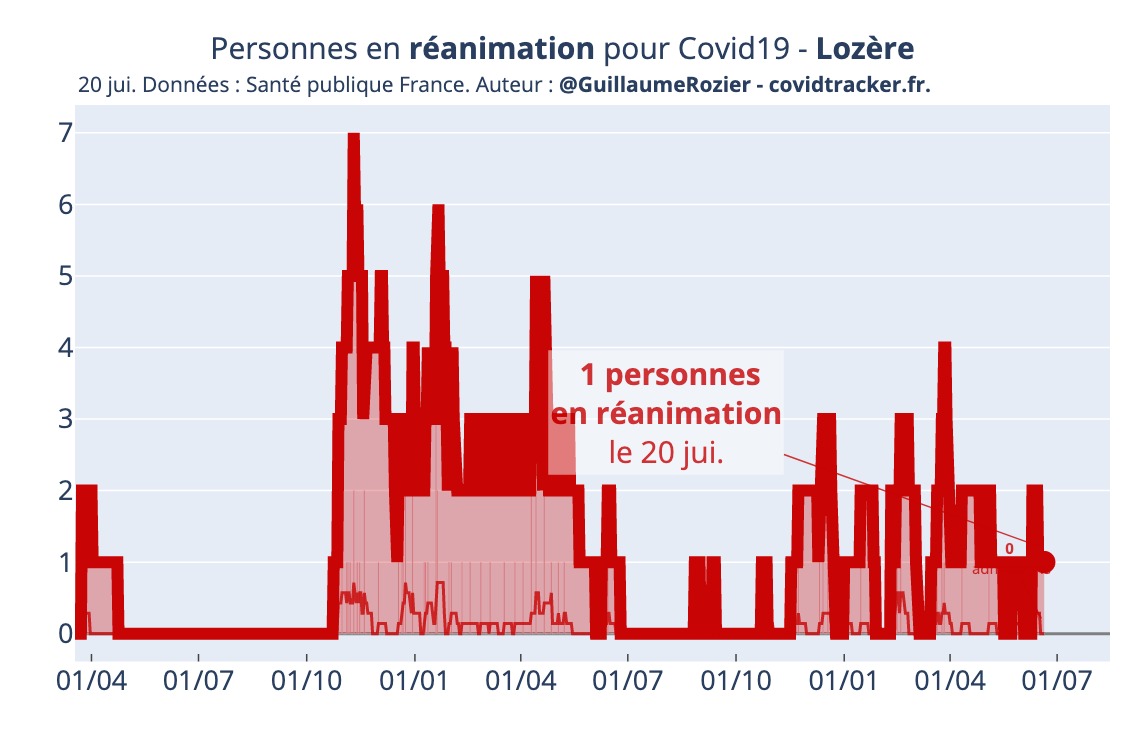 Personnes en réanimation pour Covid19 - Lozère
20 jui. Données : Santé publique France. Auteur : @GuillaumeRozier - covidtracker.fr.
7
6
5
4
3
2
1
0
1 personnes
en réanimation
le 20 jui.
0
01/04 01/07 01/10 01/01 01/04 01/07 01/10 01/01 01/04 01/07